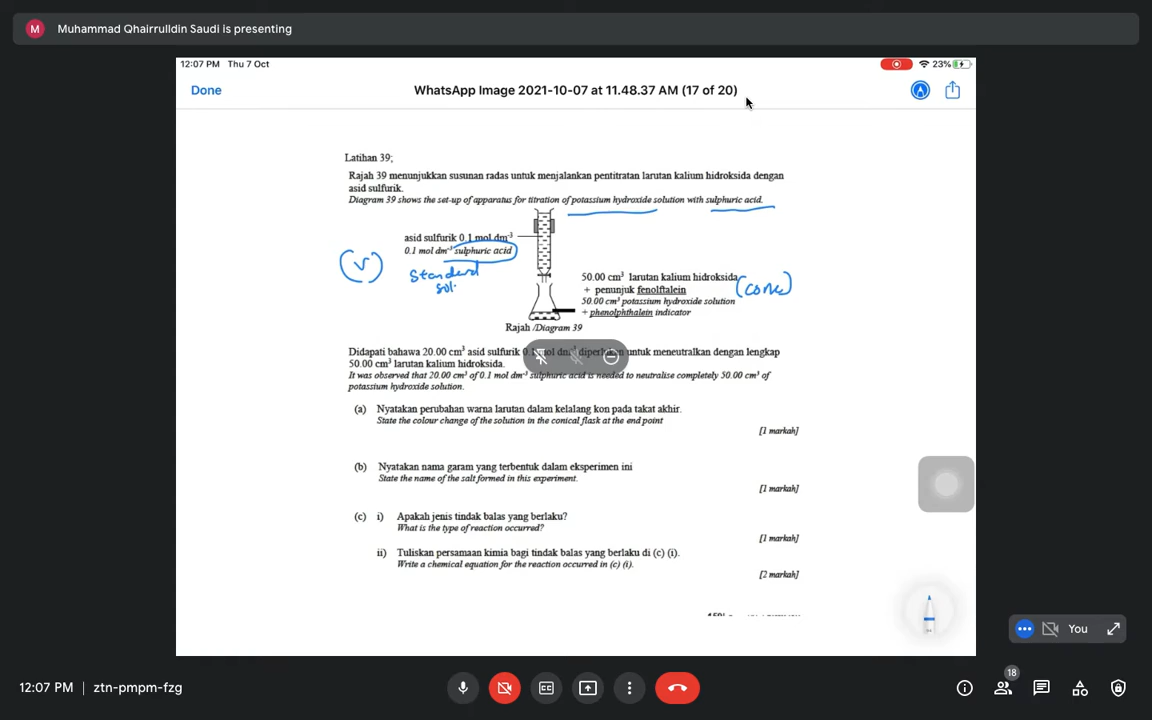 M Muhammad Qhairrulldin Saudi is presenting
12:07 PM Thu 7 Oct
23%
Done
WhatsApp Image 2021-10-07 at 11.48.37 AM (17 of 20)
Latihan 39;
Rajah 39 menunjukkan susunan radas untuk menjalankan pentitratan larutan kalium hidroksida dengan
asid sulfurik.
Diagram 39 shows the set-up of apparatus for titration of potassium hydroxide solution with sulphuric acid.
asid sulfurik 0.1 mol dm⁻³
0.1 mol dm⁻³ sulphuric acid
(V)
Standard
sol.
50.00 cm³ larutan kalium hidroksida
+ penunjuk fenolftalein
(conc)
50.00 cm³ potassium hydroxide solution
+ phenolphthalein indicator
Rajah /Diagram 39
Didapati bahawa 20.00 cm³ asid sulfurik 0.1 mol dm⁻³ diperlukan untuk meneutralkan dengan lengkap
50.00 cm³ larutan kalium hidroksida.
It was observed that 20.00 cm³ of 0.1 mol dm⁻³ sulphuric acid is needed to neutralise completely 50.00 cm³ of
potassium hydroxide solution.
(a) Nyatakan perubahan warna larutan dalam kelalang kon pada takat akhir.
State the colour change of the solution in the conical flask at the end point
[1 markah]
(b) Nyatakan nama garam yang terbentuk dalam eksperimen ini
State the name of the salt formed in this experiment.
[1 markah]
(c) i) Apakah jenis tindak balas yang berlaku?
What is the type of reaction occurred?
[1 markah]
ii) Tuliskan persamaan kimia bagi tindak balas yang berlaku di (c) (i).
Write a chemical equation for the reaction occurred in (c) (i).
[2 markah]
You
12:07 PM ztn-pmpm-fzg
18